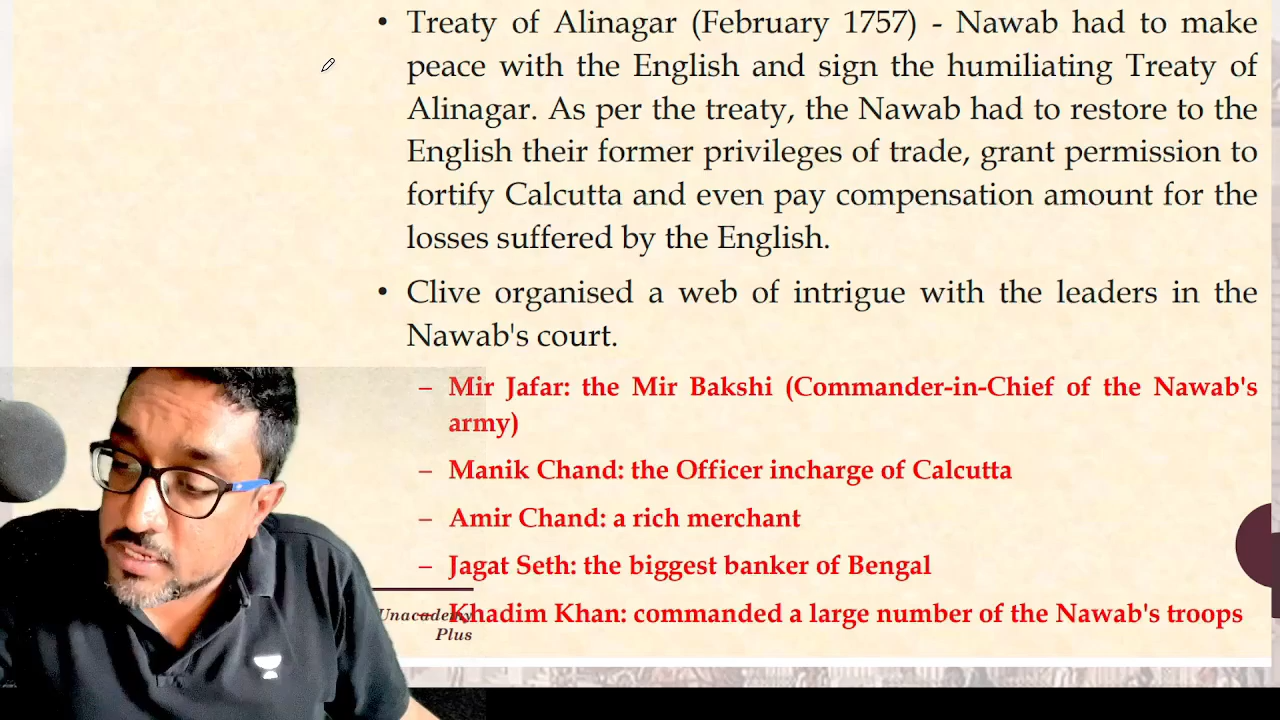 • Treaty of Alinagar (February 1757) - Nawab had to make
peace with the English and sign the humiliating Treaty of
Alinagar. As per the treaty, the Nawab had to restore to the
English their former privileges of trade, grant permission to
fortify Calcutta and even pay compensation amount for the
losses suffered by the English.
• Clive organised a web of intrigue with the leaders in the
Nawab's court.
– Mir Jafar: the Mir Bakshi (Commander-in-Chief of the Nawab's
army)
– Manik Chand: the Officer incharge of Calcutta
– Amir Chand: a rich merchant
– Jagat Seth: the biggest banker of Bengal
– Khadim Khan: commanded a large number of the Nawab's troops
Unacademy
Plus